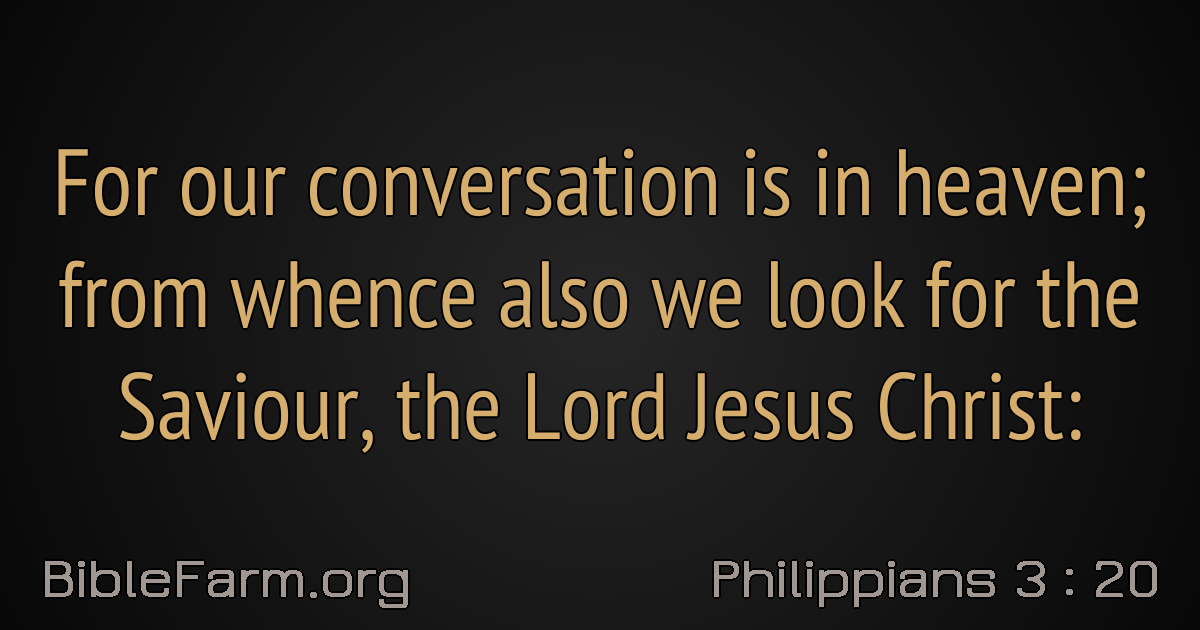 For our conversation is in heaven;
from whence also we look for the
Saviour, the Lord Jesus Christ:
BibleFarm.org
Philippians 3 : 20